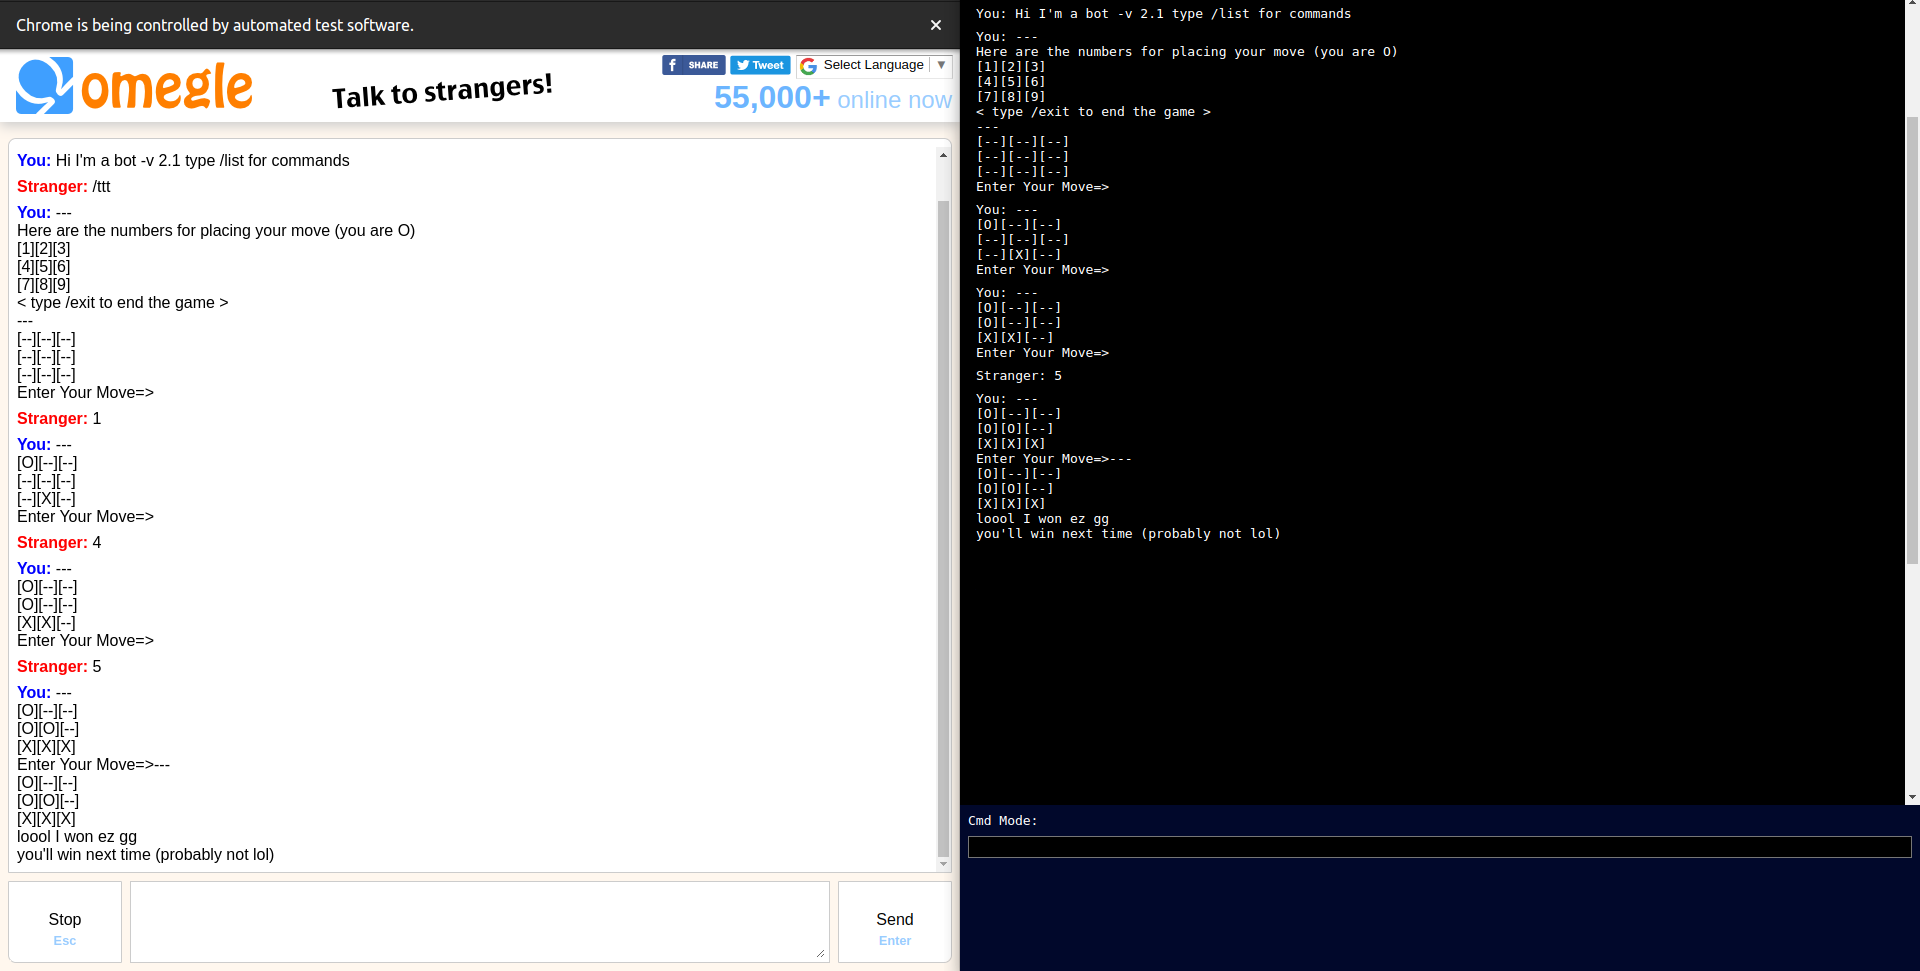 Chrome is being controlled by automated test software.
omegle
Talk to strangers!
f SHARE
Tweet
G Select Language ▼
55,000+ online now
You: Hi I'm a bot -v 2.1 type /list for commands
Stranger: /ttt
You: ---
Here are the numbers for placing your move (you are O)
[1][2][3]
[4][5][6]
[7][8][9]
< type /exit to end the game >
---
[--][--][--]
[--][--][--]
[--][--][--]
Enter Your Move=>
Stranger: 1
You: ---
[O][--][--]
[--][--][--]
[--][X][--]
Enter Your Move=>
Stranger: 4
You: ---
[O][--][--]
[O][--][--]
[X][X][--]
Enter Your Move=>
Stranger: 5
You: ---
[O][--][--]
[O][O][--]
[X][X][X]
Enter Your Move=>---
[O][--][--]
[O][O][--]
[X][X][X]
loool I won ez gg
you'll win next time (probably not lol)
Stop
Esc
Send
Enter
You: Hi I'm a bot -v 2.1 type /list for commands
You: ---
Here are the numbers for placing your move (you are O)
[1][2][3]
[4][5][6]
[7][8][9]
< type /exit to end the game >
---
[--][--][--]
[--][--][--]
[--][--][--]
Enter Your Move=>
You: ---
[O][--][--]
[--][--][--]
[--][X][--]
Enter Your Move=>
You: ---
[O][--][--]
[O][--][--]
[X][X][--]
Enter Your Move=>
Stranger: 5
You: ---
[O][--][--]
[O][O][--]
[X][X][X]
Enter Your Move=>---
[O][--][--]
[O][O][--]
[X][X][X]
loool I won ez gg
you'll win next time (probably not lol)
Cmd Mode: